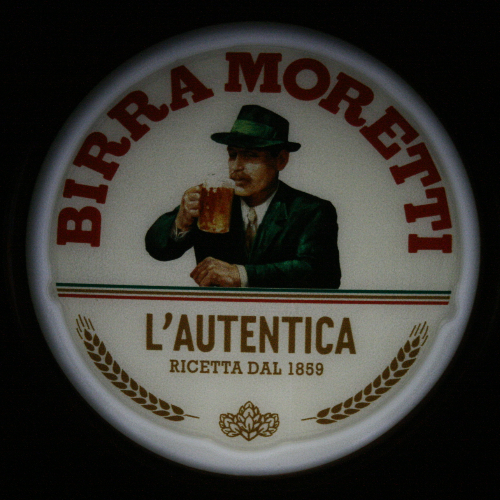 BIRRA MORETTI
L'AUTENTICA
RICETTA DAL 1859